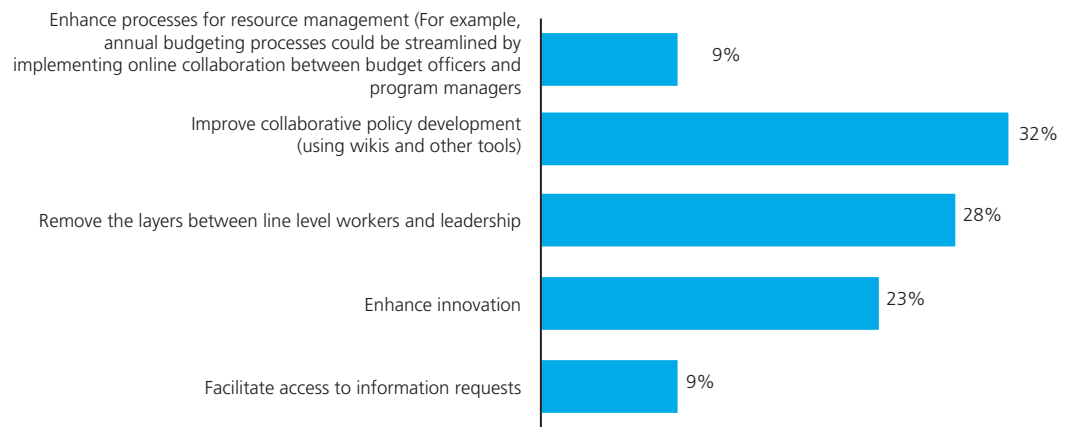 Enhance processes for resource management (For example,
annual budgeting processes could be streamlined by
implementing online collaboration between budget officers and
program managers
9%
Improve collaborative policy development
(using wikis and other tools)
32%
Remove the layers between line level workers and leadership
28%
Enhance innovation
23%
Facilitate access to information requests
9%